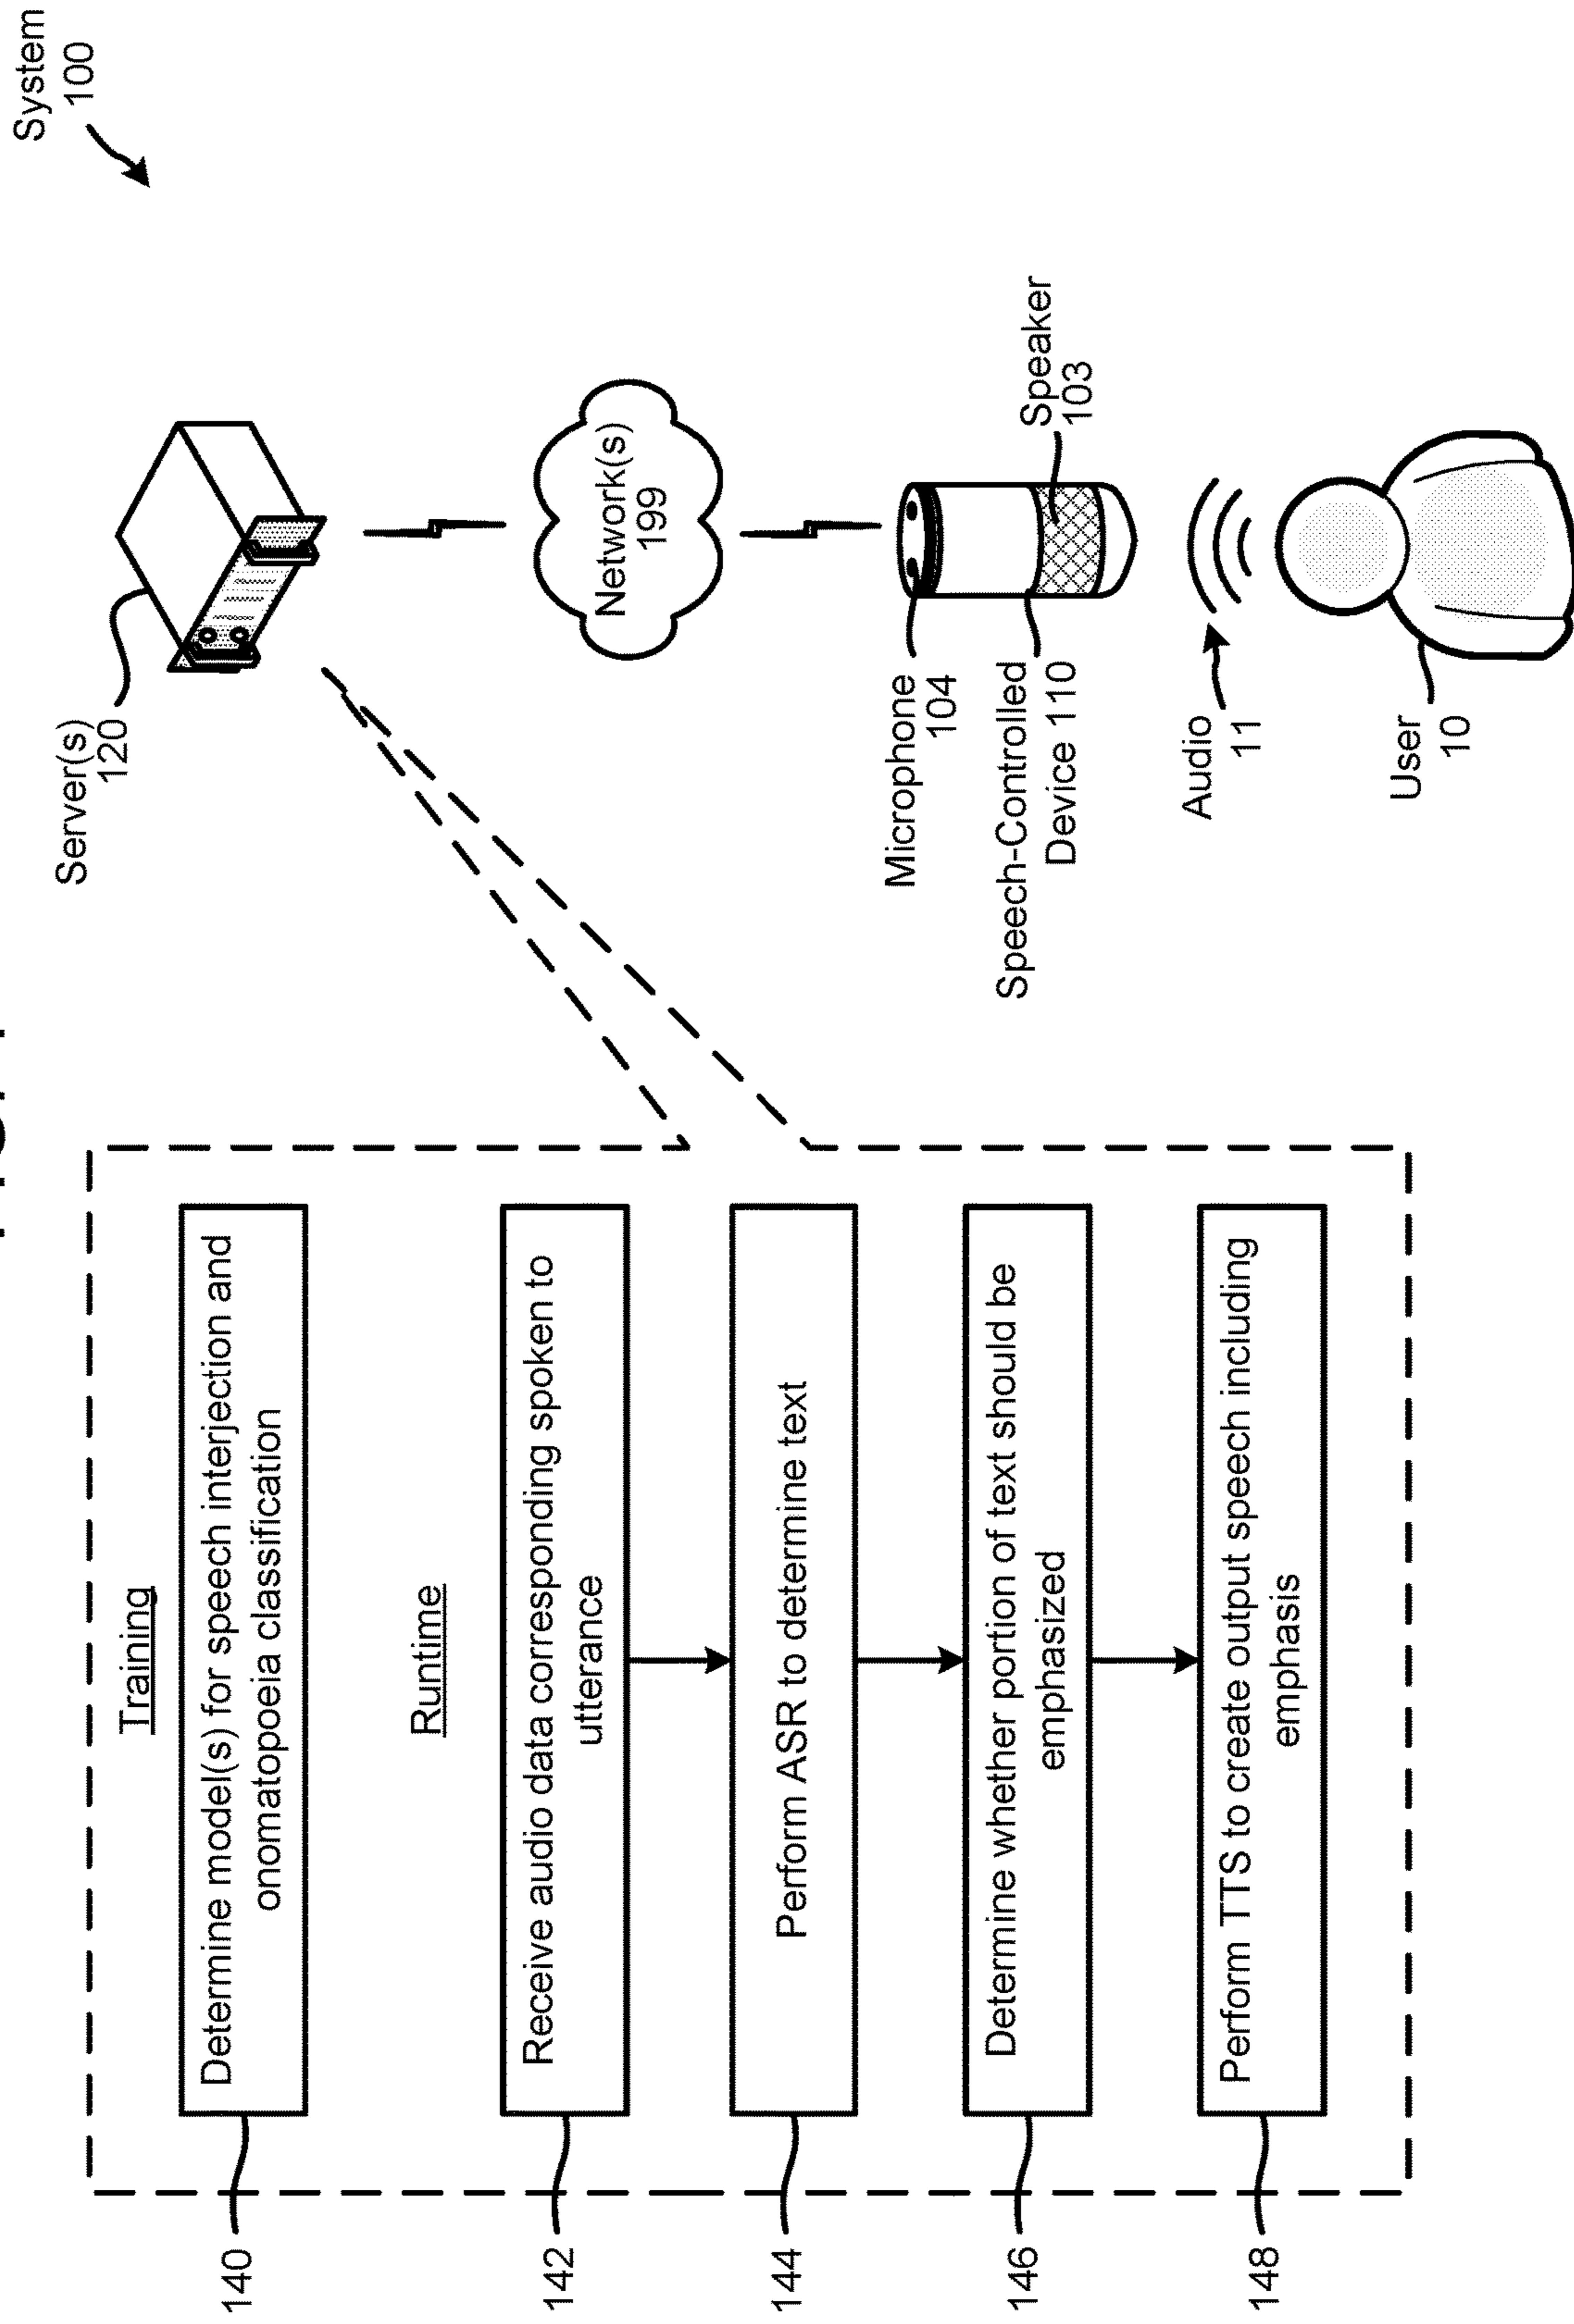 System
100
Server(s)
120
Network(s)
199
Microphone
104
Speaker
103
Speech-Controlled
Device 110
Audio
11
User
10
Training
140
Determine model(s) for speech interjection and
onomatopoeia classification
Runtime
142
Receive audio data corresponding spoken to
utterance
144
Perform ASR to determine text
146
Determine whether portion of text should be
emphasized
148
Perform TTS to create output speech including
emphasis